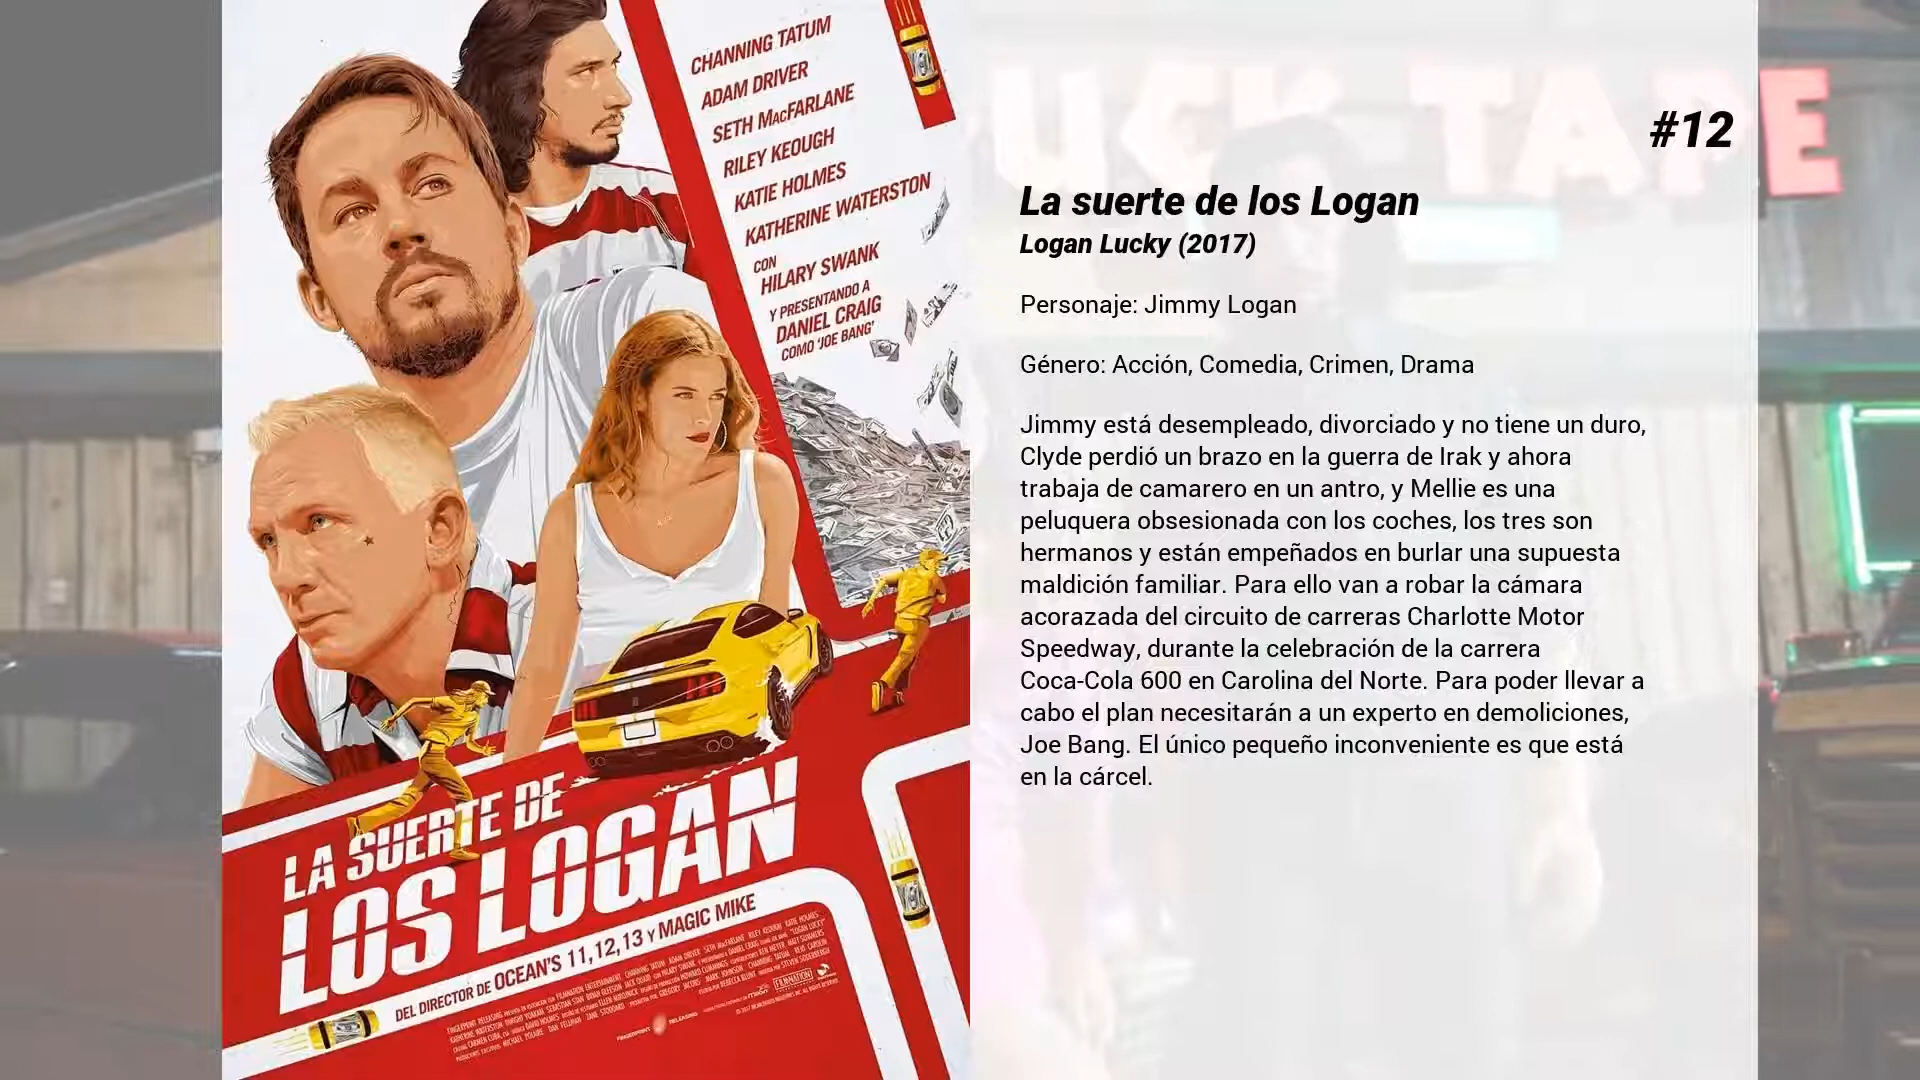 CHANNING TATUM
ADAM DRIVER
SETH MacFARLANE
RILEY KEOUGH
KATIE HOLMES
KATHERINE WATERSTON
CON
HILARY SWANK
Y PRESENTANDO A
DANIEL CRAIG
COMO 'JOE BANG'
LA SUERTE DE
LOS LOGAN
DEL DIRECTOR DE OCEAN'S 11,12,13 Y MAGIC MIKE
UCK TAPE
#12
La suerte de los Logan
Logan Lucky (2017)
Personaje: Jimmy Logan
Género: Acción, Comedia, Crimen, Drama
Jimmy está desempleado, divorciado y no tiene un duro,
Clyde perdió un brazo en la guerra de Irak y ahora
trabaja de camarero en un antro, y Mellie es una
peluquera obsesionada con los coches, los tres son
hermanos y están empeñados en burlar una supuesta
maldición familiar. Para ello van a robar la cámara
acorazada del circuito de carreras Charlotte Motor
Speedway, durante la celebración de la carrera
Coca-Cola 600 en Carolina del Norte. Para poder llevar a
cabo el plan necesitarán a un experto en demoliciones,
Joe Bang. El único pequeño inconveniente es que está
en la cárcel.